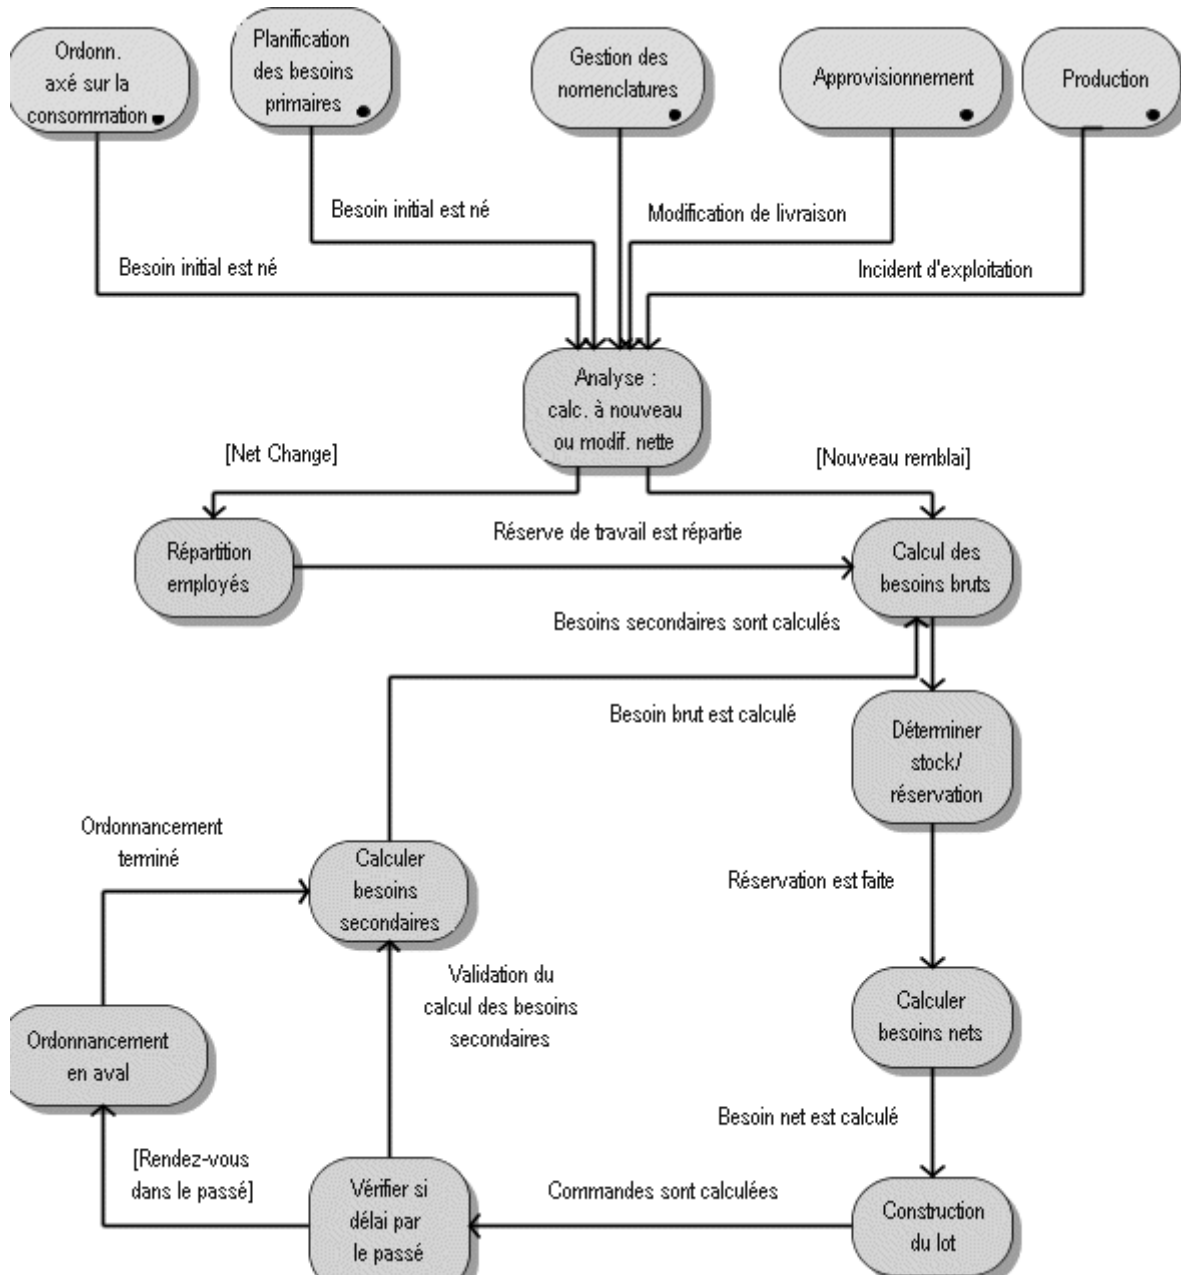 Ordonn.
axé sur la
consommation
Planification
des besoins
primaires
Gestion des
nomenclatures
Approvisionnement
Production
Besoin initial est né
Modification de livraison
Besoin initial est né
Incident d'exploitation
Analyse :
calc. à nouveau
ou modif. nette
[Net Change]
[Nouveau remblai]
Répartition
employés
Réserve de travail est répartie
Calcul des
besoins bruts
Besoins secondaires sont calculés
Besoin brut est calculé
Déterminer
stock/
réservation
Ordonnancement
terminé
Calculer
besoins
secondaires
Réservation est faite
Validation du
calcul des besoins
secondaires
Calculer
besoins nets
Ordonnancement
en aval
Besoin net est calculé
[Rendez-vous
dans le passé]
Vérifier si
délai par
le passé
Commandes sont calculées
Construction
du lot